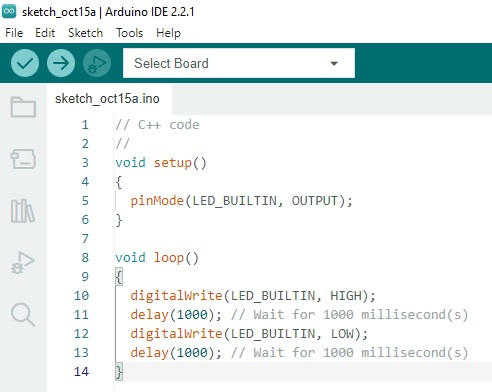 sketch_oct15a | Arduino IDE 2.2.1
File Edit Sketch Tools Help
Select Board
sketch_oct15a.ino
1 // C++ code
2 //
3 void setup()
4 {
5 pinMode(LED_BUILTIN, OUTPUT);
6 }
7
8 void loop()
9 {
10 digitalWrite(LED_BUILTIN, HIGH);
11 delay(1000); // Wait for 1000 millisecond(s)
12 digitalWrite(LED_BUILTIN, LOW);
13 delay(1000); // Wait for 1000 millisecond(s)
14 }